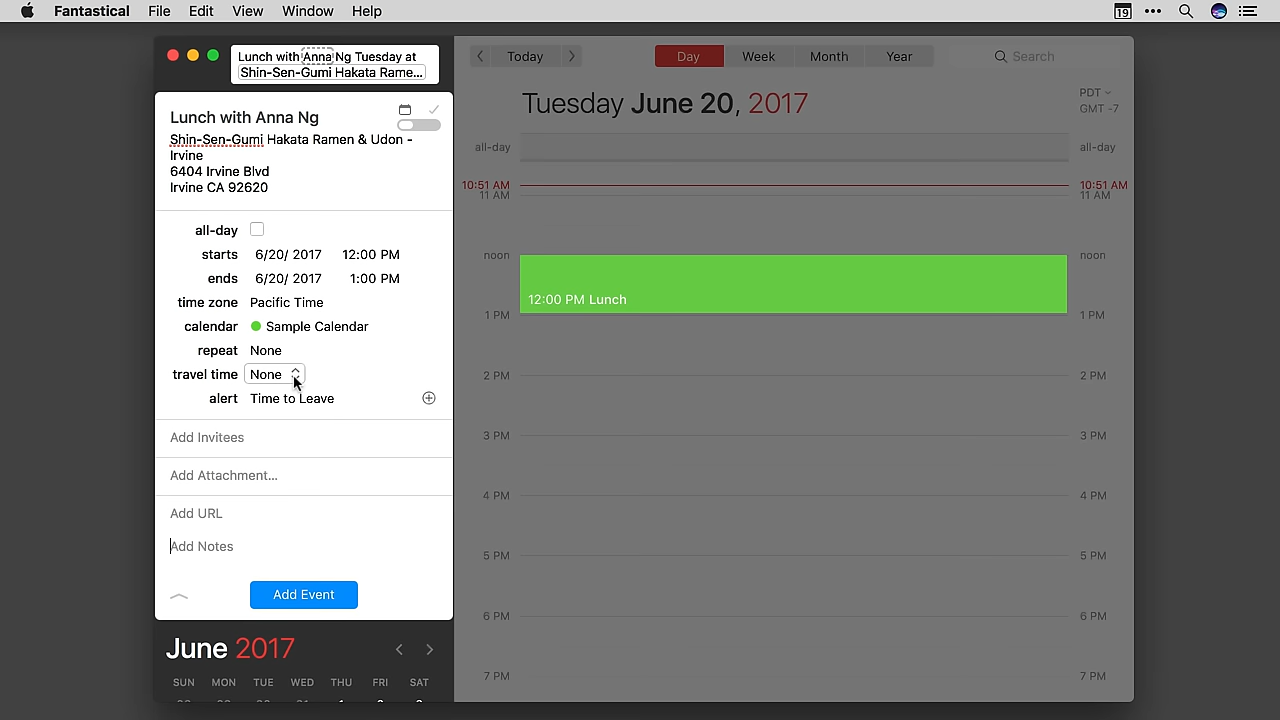 Fantastical File Edit View Window Help 19
Lunch with Anna Ng Tuesday at
Shin-Sen-Gumi Hakata Rame...
Today Day Week Month Year Search
Tuesday June 20, 2017
PDT
GMT -7
Lunch with Anna Ng
Shin-Sen-Gumi Hakata Ramen & Udon -
Irvine
6404 Irvine Blvd
Irvine CA 92620
all-day
starts 6/20/ 2017 12:00 PM
ends 6/20/ 2017 1:00 PM
time zone Pacific Time
calendar Sample Calendar
repeat None
travel time None
alert Time to Leave
Add Invitees
Add Attachment...
Add URL
Add Notes
Add Event
June 2017
SUN MON TUE WED THU FRI SAT
all-day all-day
10:51 AM 10:51 AM
11 AM 11 AM
noon noon
12:00 PM Lunch
1 PM 1 PM
2 PM 2 PM
3 PM 3 PM
4 PM 4 PM
5 PM 5 PM
6 PM 6 PM
7 PM 7 PM